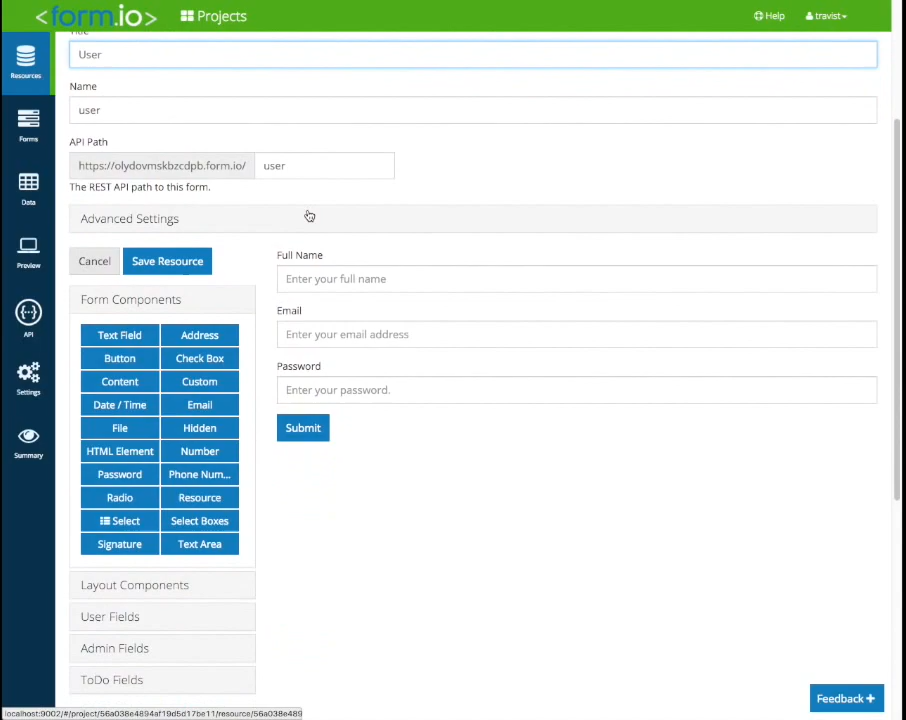 <form.io> Projects Help travist
Title
User
Resources
Name
user
Forms
API Path
https://olydovmskbzcdpb.form.io/ user
The REST API path to this form.
Data
Advanced Settings
Preview
Cancel Save Resource
Full Name
Enter your full name
Form Components
Email
API
Text Field Address
Enter your email address
Button Check Box
Password
Content Custom
Enter your password.
Settings
Date / Time Email
File Hidden
Submit
HTML Element Number
Summary
Password Phone Num...
Radio Resource
Select Select Boxes
Signature Text Area
Layout Components
User Fields
Admin Fields
ToDo Fields
Feedback +
localhost:9002/#/project/56a038e4894af19d5d17be11/resource/56a038e489